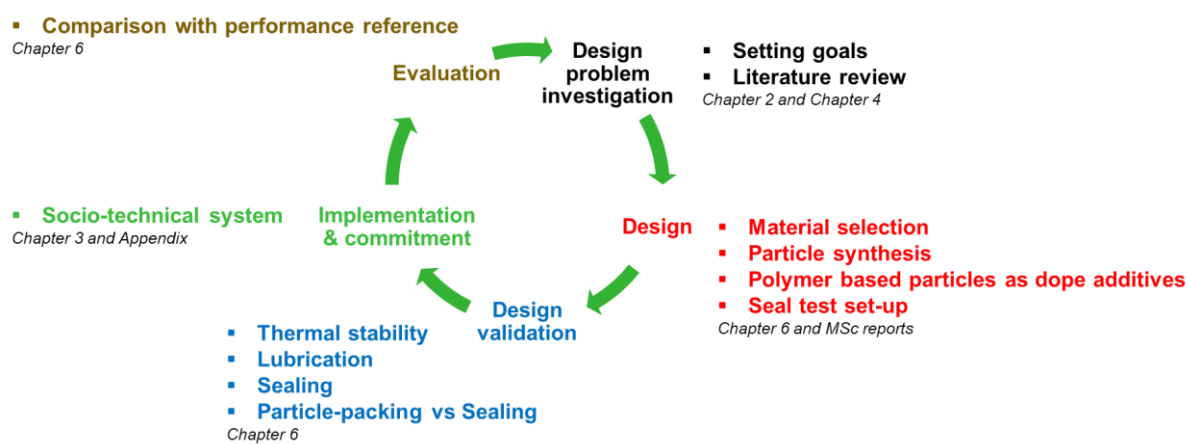 ▪ Comparison with performance reference
Chapter 6
Evaluation
Design
problem
investigation
▪ Setting goals
▪ Literature review
Chapter 2 and Chapter 4
▪ Socio-technical system
Chapter 3 and Appendix
Implementation
& commitment
Design
▪ Material selection
▪ Particle synthesis
▪ Polymer based particles as dope additives
▪ Seal test set-up
Chapter 6 and MSc reports
Design
validation
▪ Thermal stability
▪ Lubrication
▪ Sealing
▪ Particle-packing vs Sealing
Chapter 6